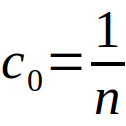 c₀ = 1/n